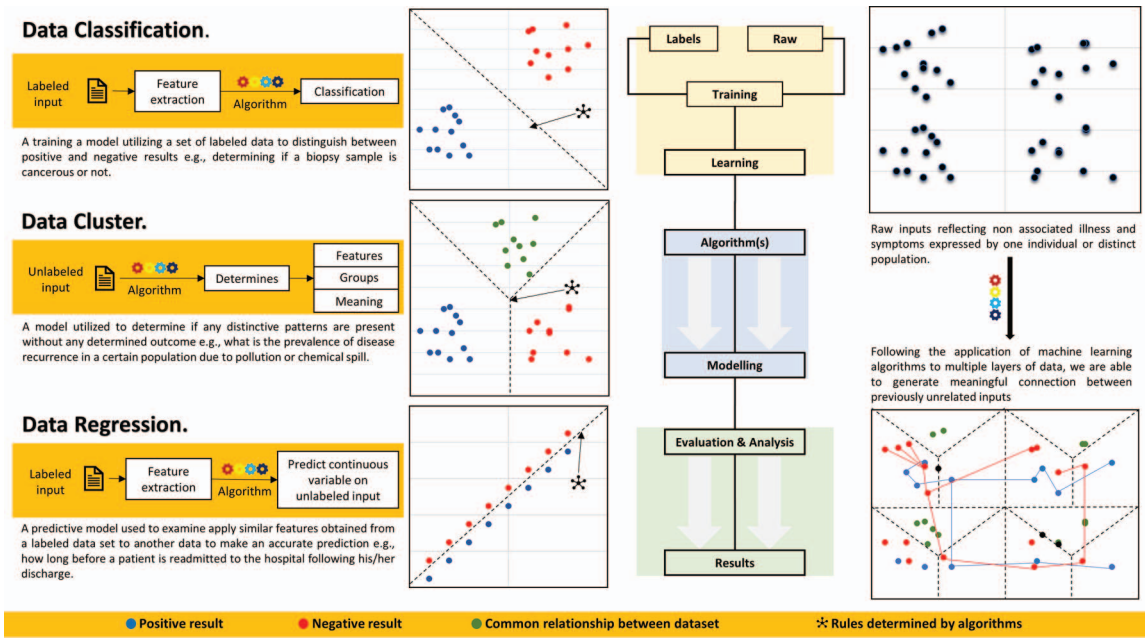 Data Classification.
Labeled
input
Feature
extraction
Algorithm
Classification
A training a model utilizing a set of labeled data to distinguish between
positive and negative results e.g., determining if a biopsy sample is
cancerous or not.
Data Cluster.
Unlabeled
input
Algorithm
Determines
Features
Groups
Meaning
A model utilized to determine if any distinctive patterns are present
without any determined outcome e.g., what is the prevalence of disease
recurrence in a certain population due to pollution or chemical spill.
Data Regression.
Labeled
input
Feature
extraction
Algorithm
Predict continuous
variable on
unlabeled input
A predictive model used to examine apply similar features obtained from
a labeled data set to another data to make an accurate prediction e.g.,
how long before a patient is readmitted to the hospital following his/her
discharge.
Labels
Raw
Training
Learning
Algorithm(s)
Modelling
Evaluation & Analysis
Results
Raw inputs reflecting non associated illness and
symptoms expressed by one individual or distinct
population.
Following the application of machine learning
algorithms to multiple layers of data, we are able
to generate meaningful connection between
previously unrelated inputs
Positive result
Negative result
Common relationship between dataset
Rules determined by algorithms